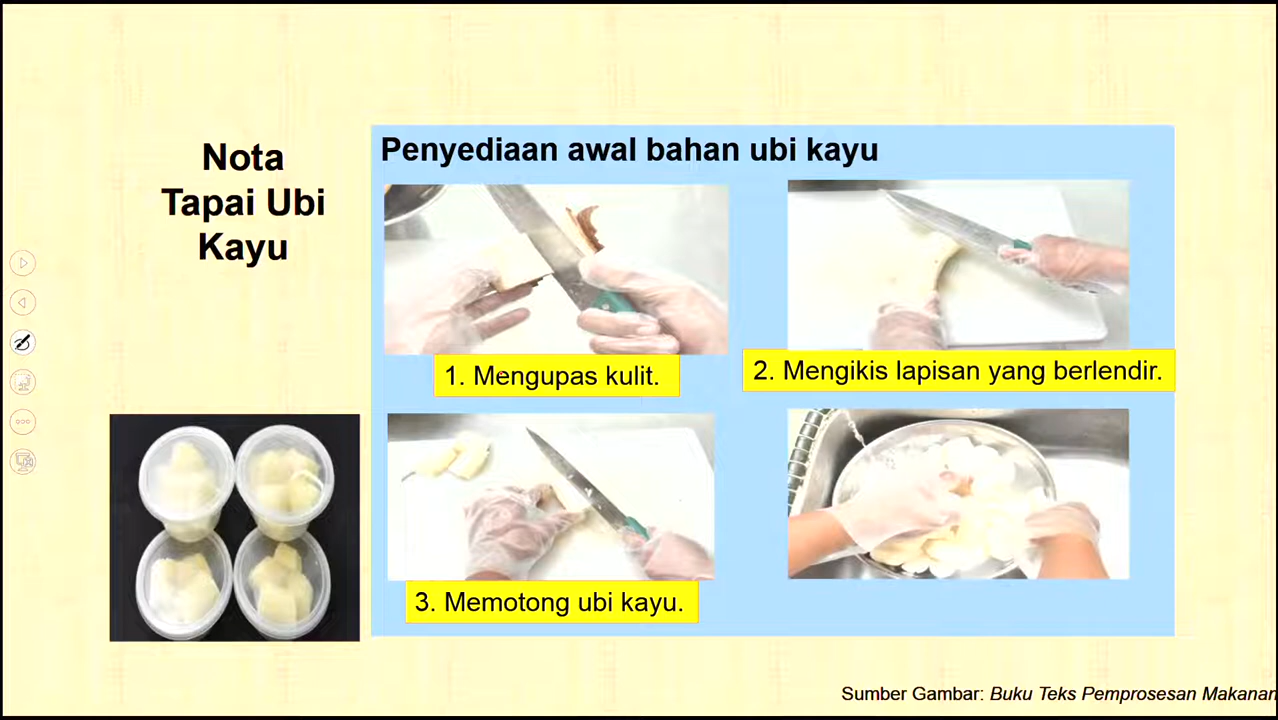 Nota
Tapai Ubi
Kayu
Penyediaan awal bahan ubi kayu
1. Mengupas kulit.
2. Mengikis lapisan yang berlendir.
3. Memotong ubi kayu.
Sumber Gambar: Buku Teks Pemprosesan Makanan